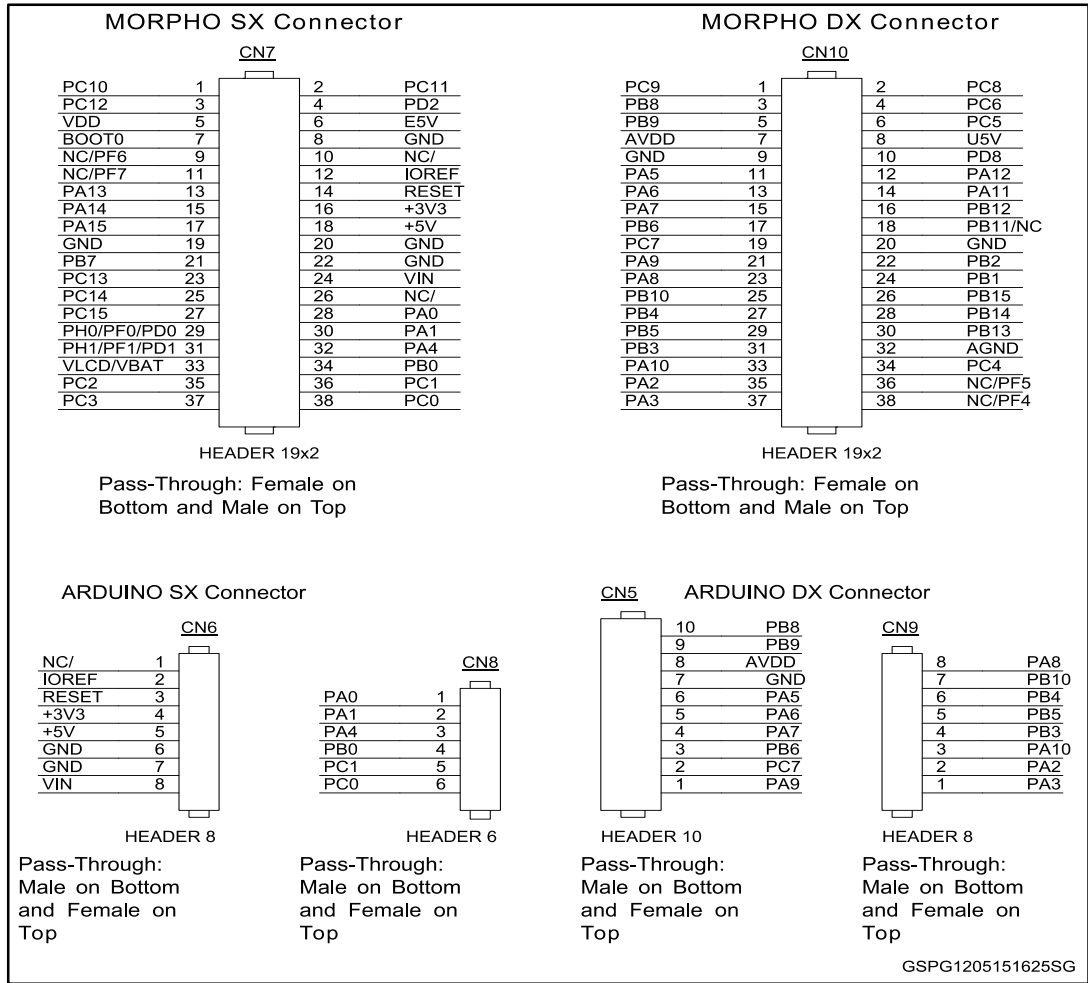 MORPHO SX Connector
CN7
PC10 1 2 PC11
PC12 3 4 PD2
VDD 5 6 E5V
BOOT0 7 8 GND
NC/PF6 9 10 NC/
NC/PF7 11 12 IOREF
PA13 13 14 RESET
PA14 15 16 +3V3
PA15 17 18 +5V
GND 19 20 GND
PB7 21 22 GND
PC13 23 24 VIN
PC14 25 26 NC/
PC15 27 28 PA0
PH0/PF0/PD0 29 30 PA1
PH1/PF1/PD1 31 32 PA4
VLCD/VBAT 33 34 PB0
PC2 35 36 PC1
PC3 37 38 PC0
HEADER 19x2
Pass-Through: Female on
Bottom and Male on Top
MORPHO DX Connector
CN10
PC9 1 2 PC8
PB8 3 4 PC6
PB9 5 6 PC5
AVDD 7 8 U5V
GND 9 10 PD8
PA5 11 12 PA12
PA6 13 14 PA11
PA7 15 16 PB12
PB6 17 18 PB11/NC
PC7 19 20 GND
PA9 21 22 PB2
PA8 23 24 PB1
PB10 25 26 PB15
PB4 27 28 PB14
PB5 29 30 PB13
PB3 31 32 AGND
PA10 33 34 PC4
PA2 35 36 NC/PF5
PA3 37 38 NC/PF4
HEADER 19x2
Pass-Through: Female on
Bottom and Male on Top
ARDUINO SX Connector
CN6
NC/ 1
IOREF 2
RESET 3
+3V3 4
+5V 5
GND 6
GND 7
VIN 8
HEADER 8
Pass-Through:
Male on Bottom
and Female on
Top
CN8
PA0 1
PA1 2
PA4 3
PB0 4
PC1 5
PC0 6
HEADER 6
Pass-Through:
Male on Bottom
and Female on
Top
ARDUINO DX Connector
CN5
10 PB8
9 PB9
8 AVDD
7 GND
6 PA5
5 PA6
4 PA7
3 PB6
2 PC7
1 PA9
HEADER 10
Pass-Through:
Male on Bottom
and Female on
Top
CN9
8 PA8
7 PB10
6 PB4
5 PB5
4 PB3
3 PA10
2 PA2
1 PA3
HEADER 8
Pass-Through:
Male on Bottom
and Female on
Top
GSPG1205151625SG